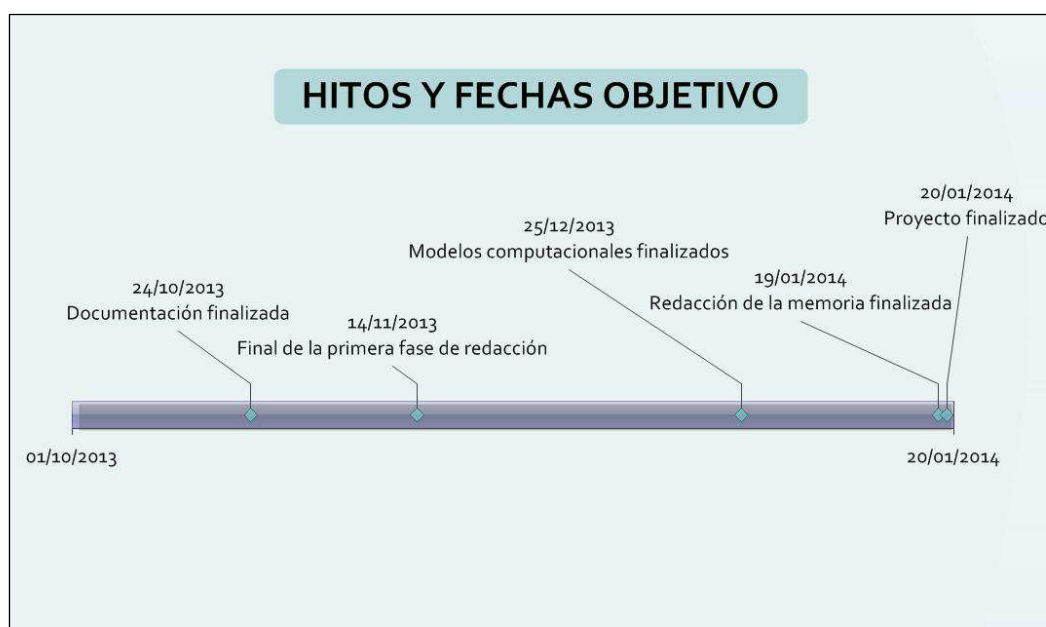 HITOS Y FECHAS OBJETIVO
20/01/2014
Proyecto finalizado
25/12/2013
Modelos computacionales finalizados
19/01/2014
Redacción de la memoria finalizada
24/10/2013
Documentación finalizada
14/11/2013
Final de la primera fase de redacción
01/10/2013
20/01/2014